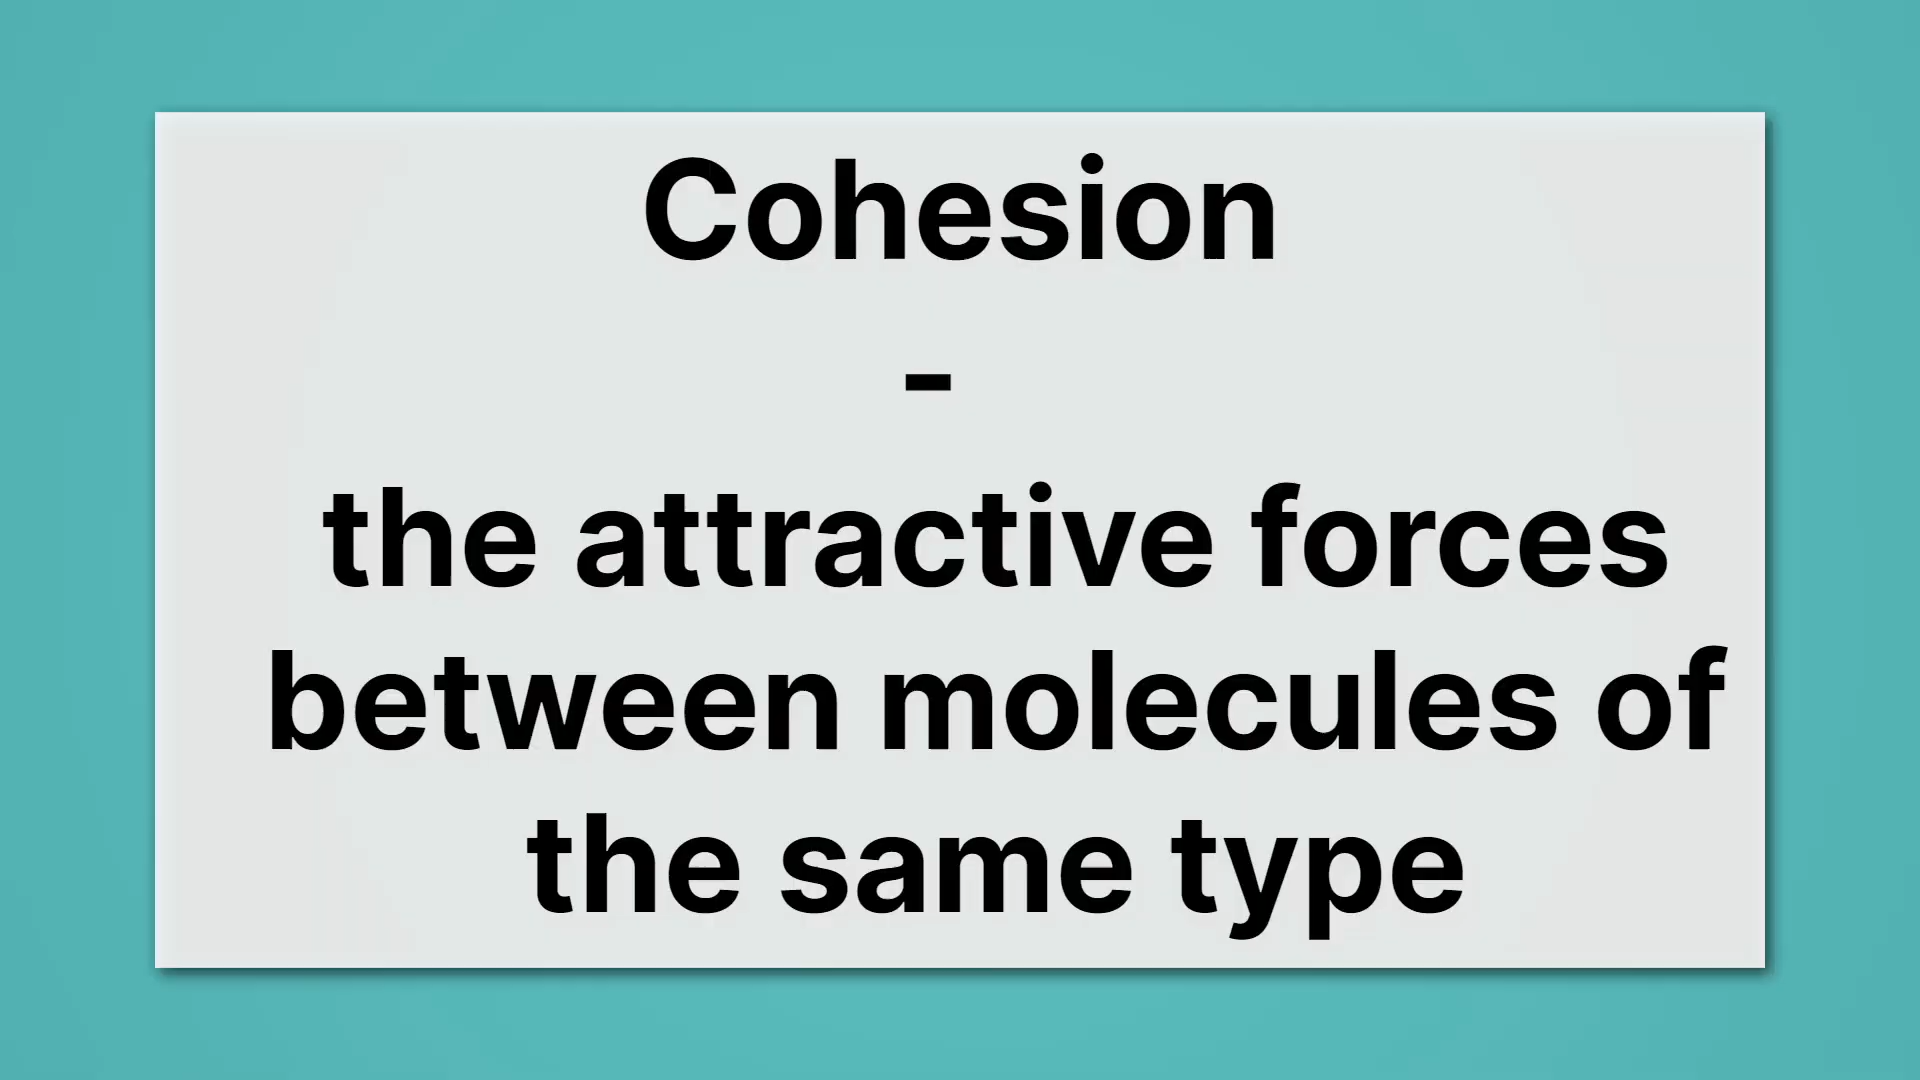 Cohesion
-
the attractive forces
between molecules of
the same type